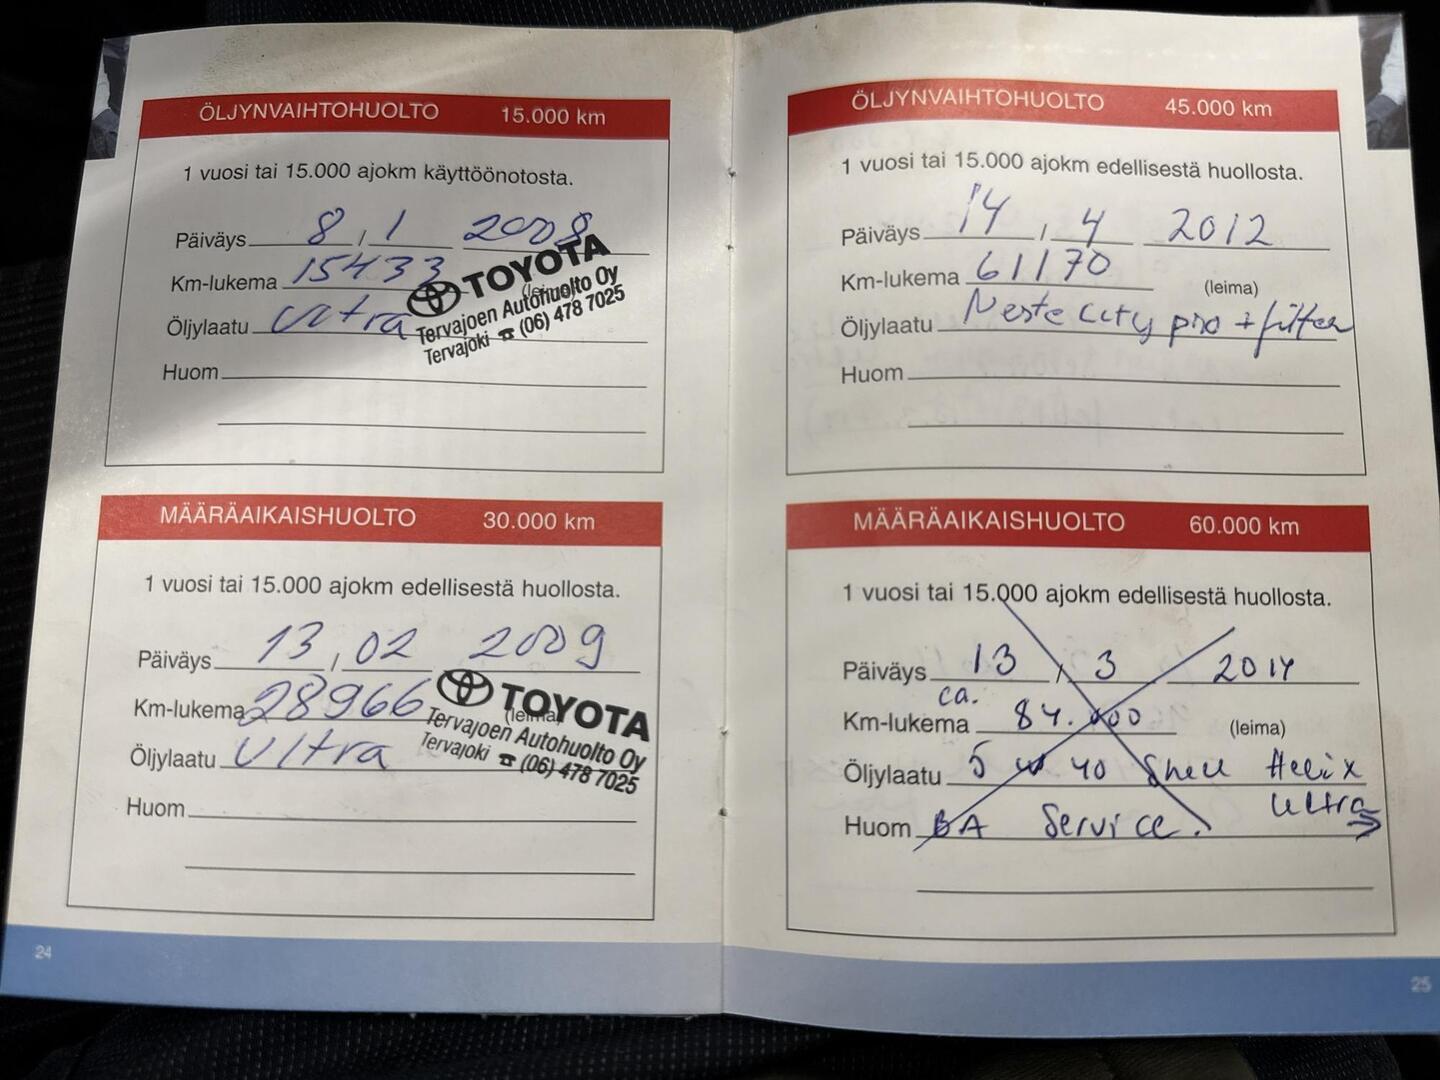 ÖLJYNVAIHTOHUOLTO 15.000 km
1 vuosi tai 15.000 ajokm käyttöönotosta.
Päiväys 8 / 1 2008
Km-lukema 15433 (leima)
Öljylaatu Ultra
TOYOTA
Tervajoen Autohuolto Oy
Tervajoki ☎ (06) 478 7025
Huom
MÄÄRÄAIKAISHUOLTO 30.000 km
1 vuosi tai 15.000 ajokm edellisestä huollosta.
Päiväys 13 / 02 2009
Km-lukema 28966 (leima)
Öljylaatu Ultra
TOYOTA
Tervajoen Autohuolto Oy
Tervajoki ☎ (06) 478 7025
Huom
24
ÖLJYNVAIHTOHUOLTO 45.000 km
1 vuosi tai 15.000 ajokm edellisestä huollosta.
Päiväys 14 / 4 2012
Km-lukema 61170 (leima)
Öljylaatu Neste City pro + filter
Huom
MÄÄRÄAIKAISHUOLTO 60.000 km
1 vuosi tai 15.000 ajokm edellisestä huollosta.
Päiväys 13 / 3 2014
ca.
Km-lukema 84.000 (leima)
Öljylaatu 5 w 40 Shell Helix
Ultra
Huom BA Service. →
25